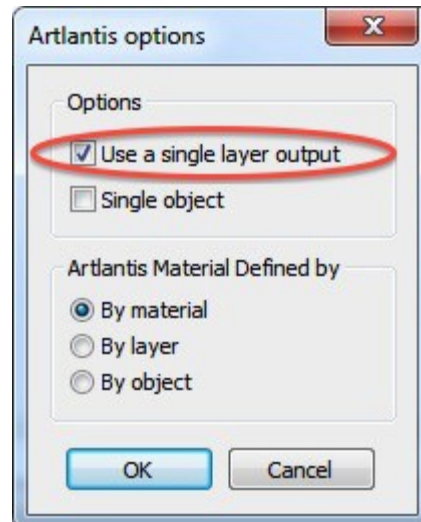 Artlantis options
Options
Use a single layer output
Single object
Artlantis Material Defined by
By material
By layer
By object
OK
Cancel